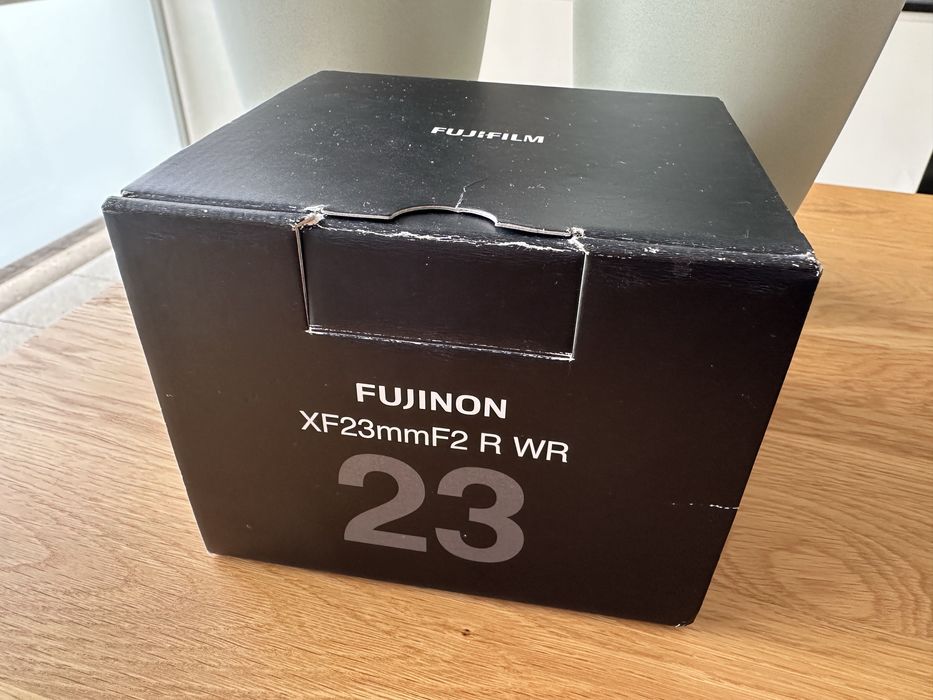 FUJIFILM
FUJINON
XF23mmF2 R WR
23